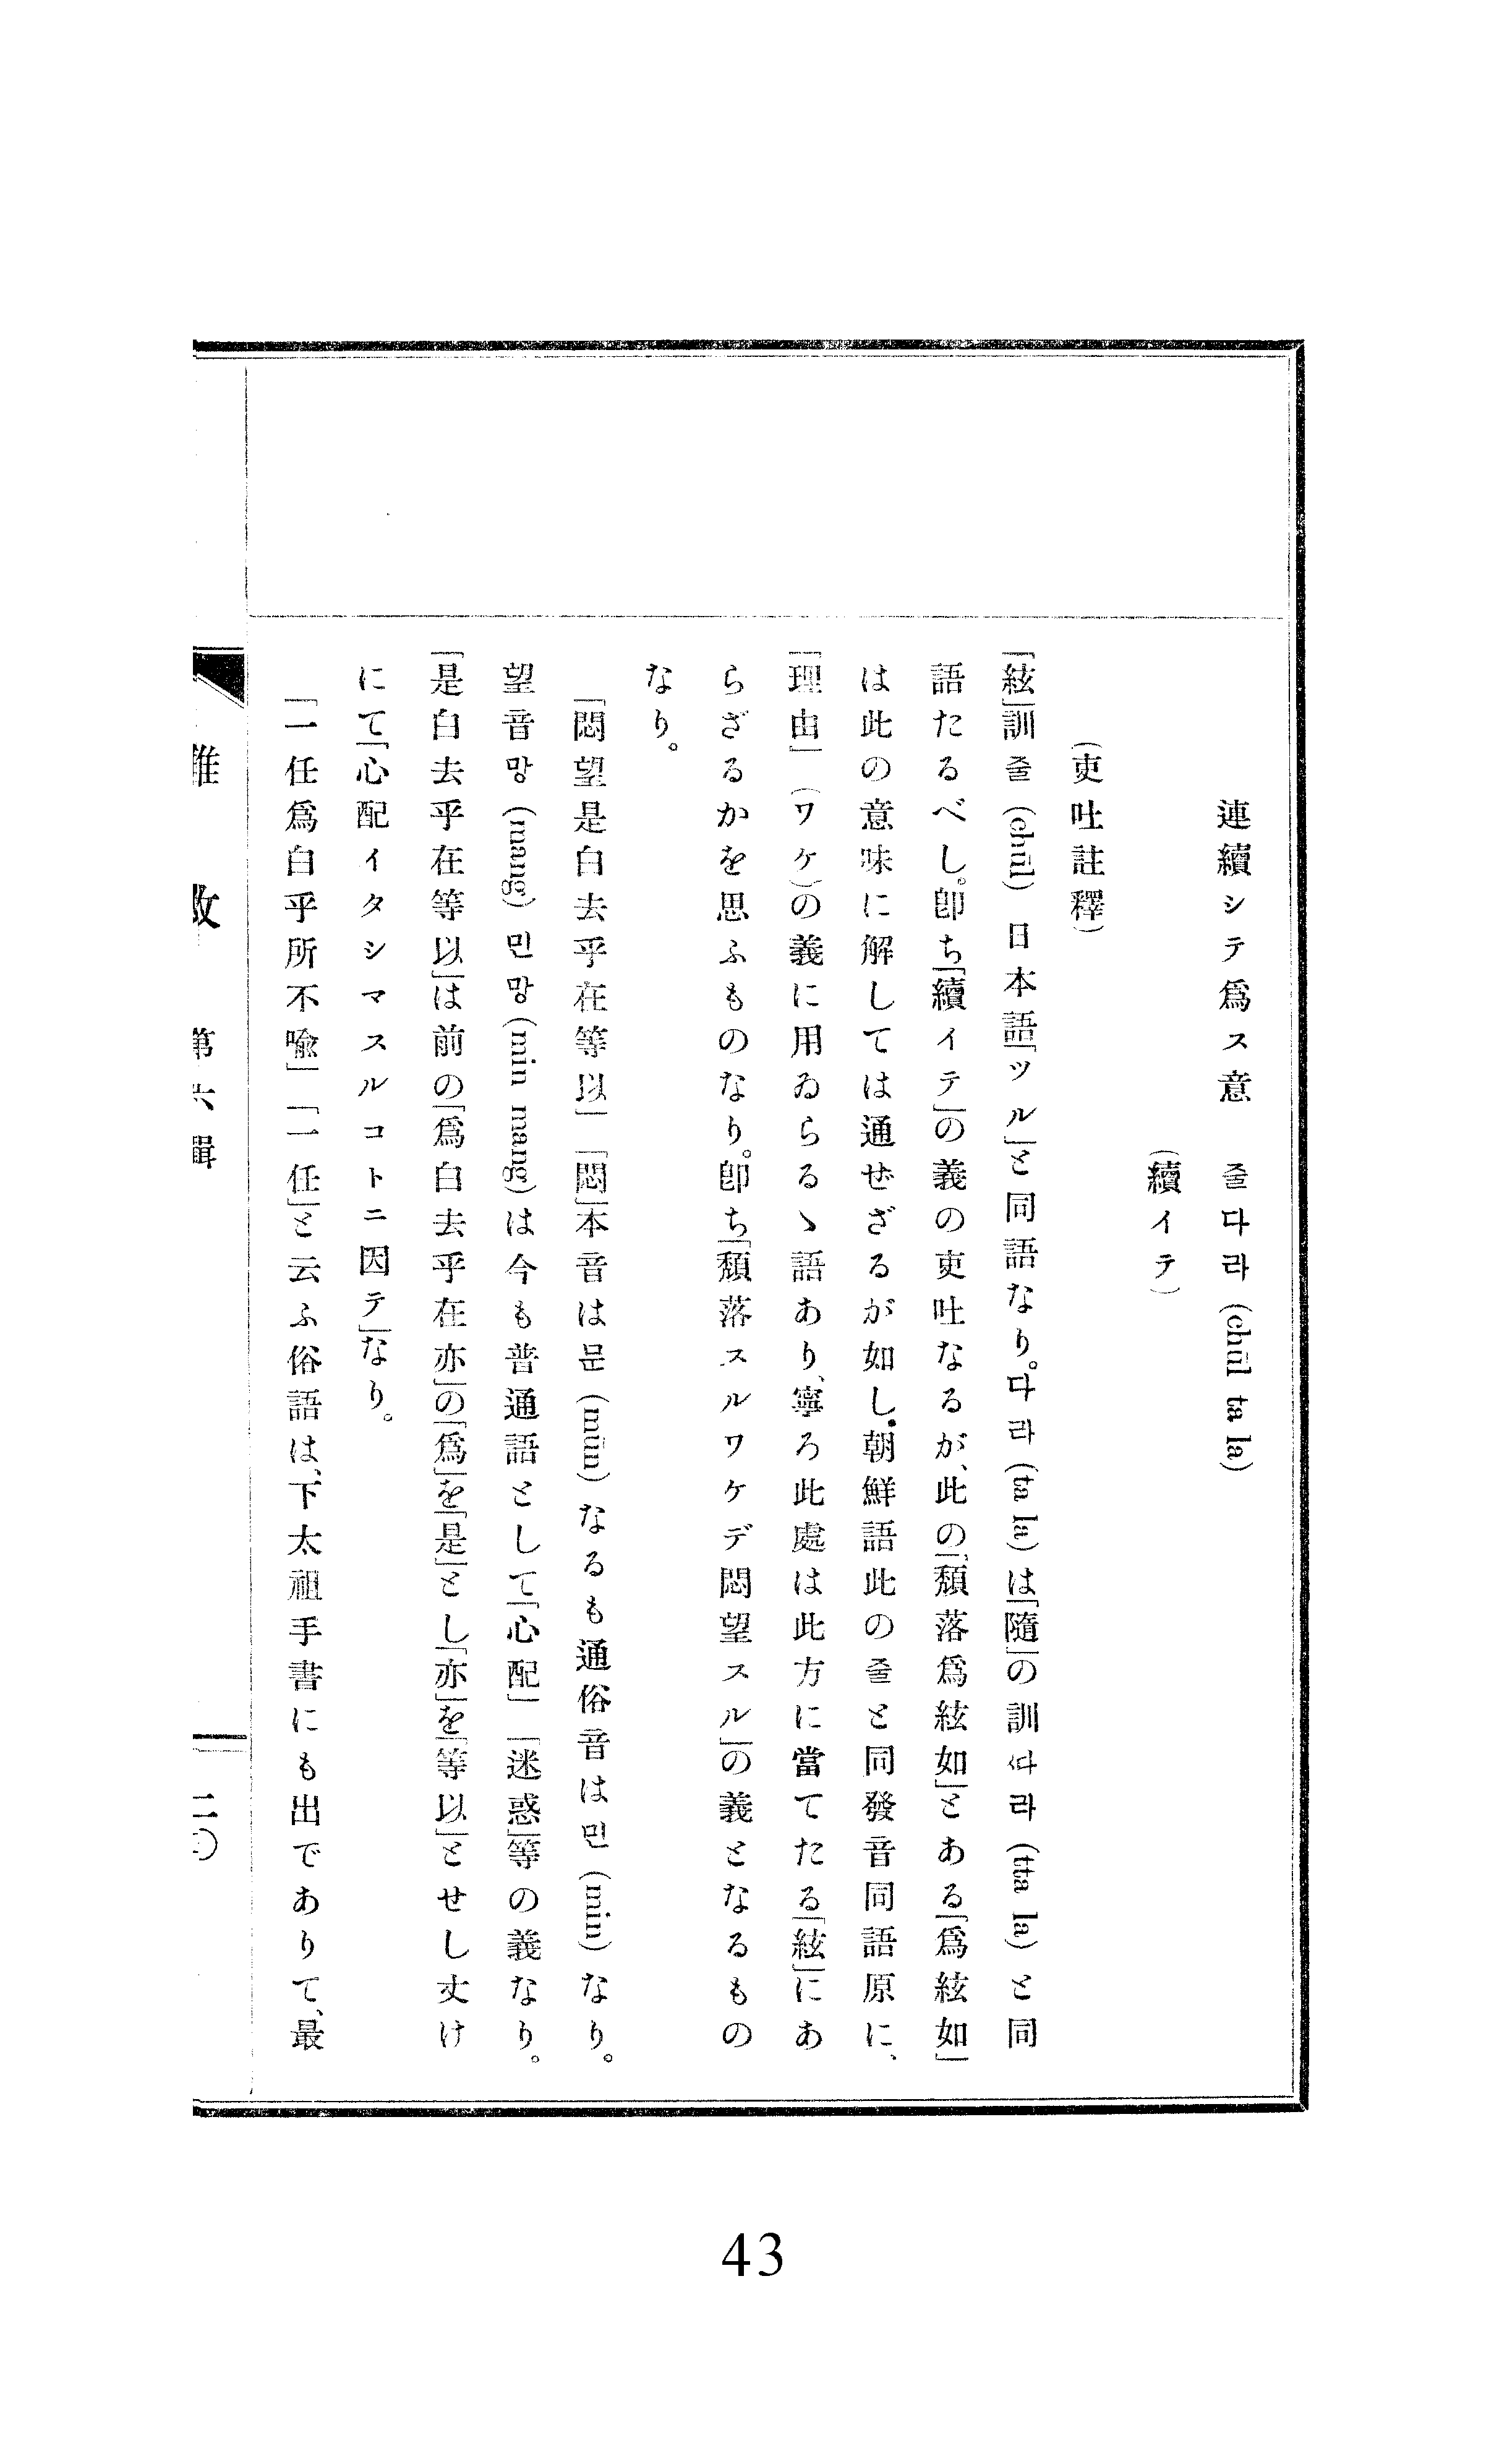 連續シテ爲ス意　줄다라 (chūl ta la)
(續イテ)
(吏吐註釋)
「絃」訓줄 (chūl) 日本語「ツル」と同語なり。다라 (ta la) は「隨」の訓ᄯᅡ라 (tta la) と同
語たるべし。卽ち「續イテ」の義の吏吐なるが、此の「頹落爲絃如」とある「爲絃如」
は此の意味に解しては通せざるが如し。朝鮮語此の줄と同發音同語原に、
「理由」(ワケ)の義に用ゐらるヽ語あり、寧ろ此處は此方に當てたる「絃」にあ
らざるかを思ふものなり。卽ち「頹落スルワケデ悶望スル」の義となるもの
なり。
「悶望是白去乎在等以」「悶」本音は문 (mūn) なるも通俗音は민 (min) なり。
望音망 (mang) 민망 (min mang) は今も普通語として「心配」「迷惑」等の義なり。
「是白去乎在等以」は前の「爲白去乎在亦」の「爲」を「是」とし「亦」を「等以」とせし丈け
にて「心配イタシマスルコトニ因テ」なり。
「一任爲白乎所不喩」「一任」と云ふ俗語は、下太祖手書にも出でありて、最
雜攷　第六輯
二〇
43